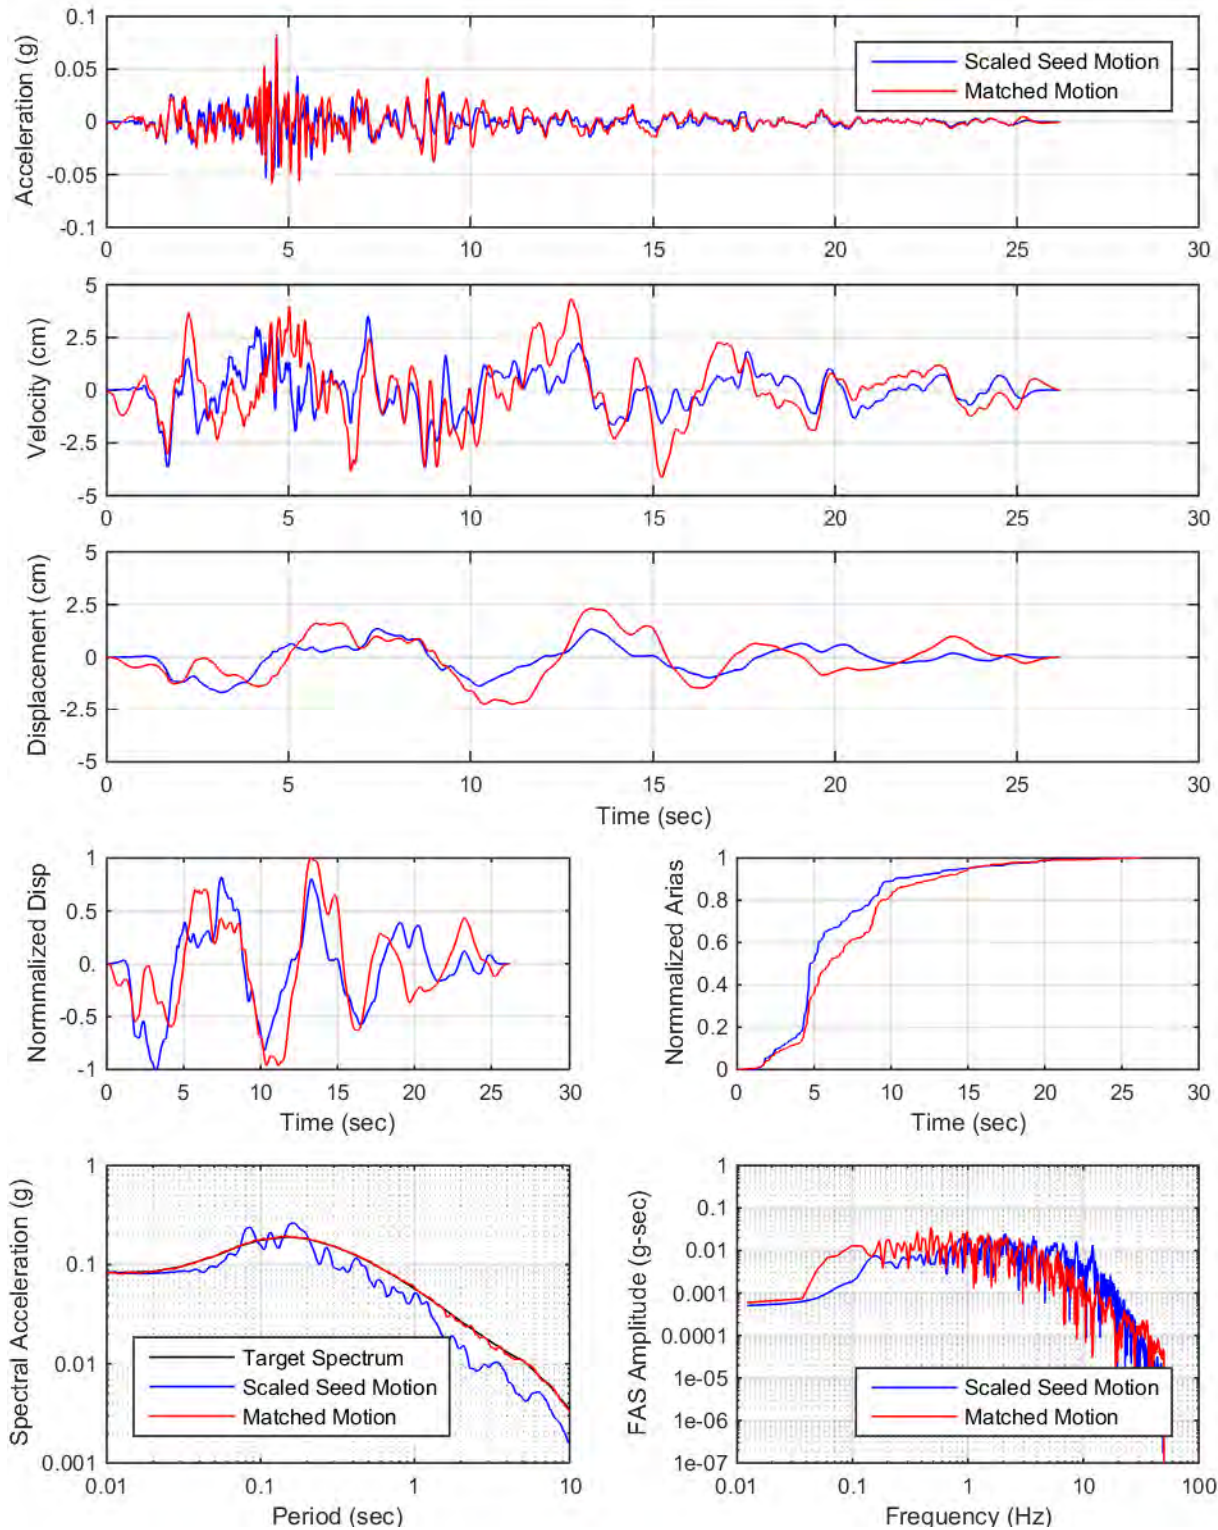 0.1
0.05
0
-0.05
-0.1
Acceleration (g)
Scaled Seed Motion
Matched Motion
0 5 10 15 20 25 30
5
2.5
0
-2.5
-5
Velocity (cm)
0 5 10 15 20 25 30
5
2.5
0
-2.5
-5
Displacement (cm)
0 5 10 15 20 25 30
Time (sec)
1
0.5
0
-0.5
-1
Normmalized Disp
0 5 10 15 20 25 30
Time (sec)
1
0.8
0.6
0.4
0.2
0
Normmalized Arias
0 5 10 15 20 25 30
Time (sec)
1
0.1
0.01
0.001
Spectral Acceleration (g)
Target Spectrum
Scaled Seed Motion
Matched Motion
0.01 0.1 1 10
Period (sec)
1
0.1
0.01
0.001
0.0001
1e-05
1e-06
1e-07
FAS Amplitude (g-sec)
Scaled Seed Motion
Matched Motion
0.01 0.1 1 10 100
Frequency (Hz)